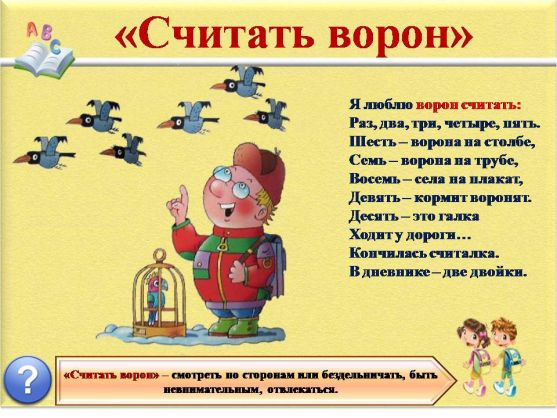 A B C
«Считать ворон»
Я люблю ворон считать:
Раз, два, три, четыре, пять.
Шесть – ворона на столбе,
Семь – ворона на трубе,
Восемь – села на плакат,
Девять – кормит воронят.
Десять – это галка
Ходит у дороги…
Кончилась считалка.
В дневнике – две двойки.
?
«Считать ворон» – смотреть по сторонам или бездельничать, быть
невнимательным, отвлекаться.